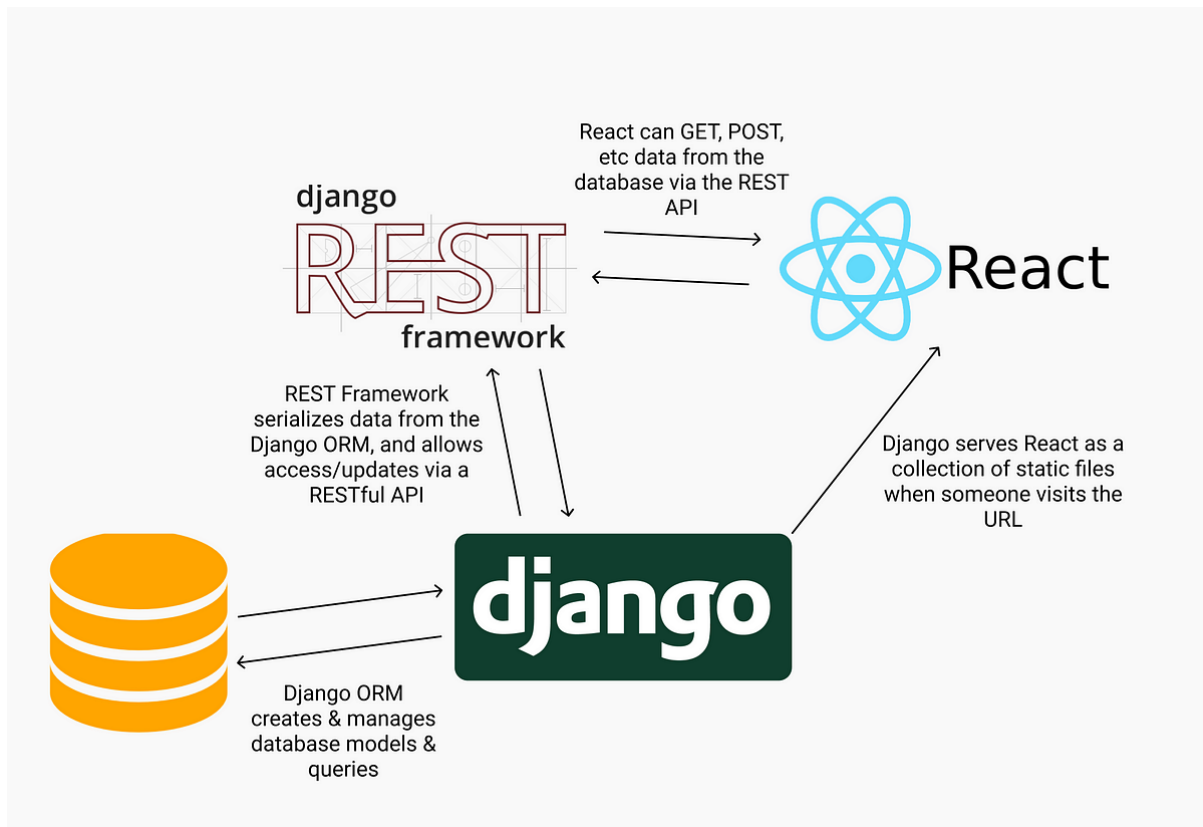 React can GET, POST,
etc data from the
database via the REST
API
django
REST
framework
React
REST Framework
serializes data from the
Django ORM, and allows
access/updates via a
RESTful API
Django serves React as a
collection of static files
when someone visits the
URL
django
Django ORM
creates & manages
database models &
queries